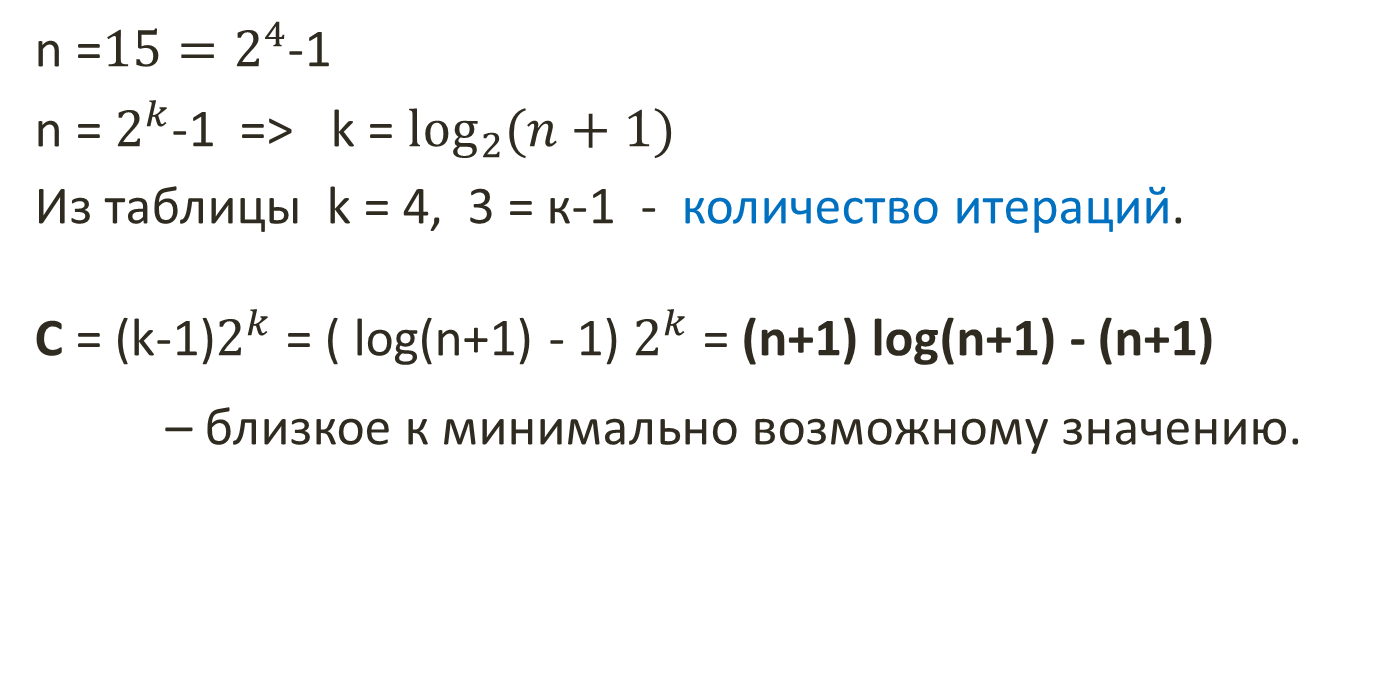 n =15 = 2⁴-1
n = 2ᵏ-1 => k = log₂(n + 1)
Из таблицы k = 4, 3 = к-1 - количество итераций.
C = (k-1)2ᵏ = ( log(n+1) - 1) 2ᵏ = (n+1) log(n+1) - (n+1)
– близкое к минимально возможному значению.